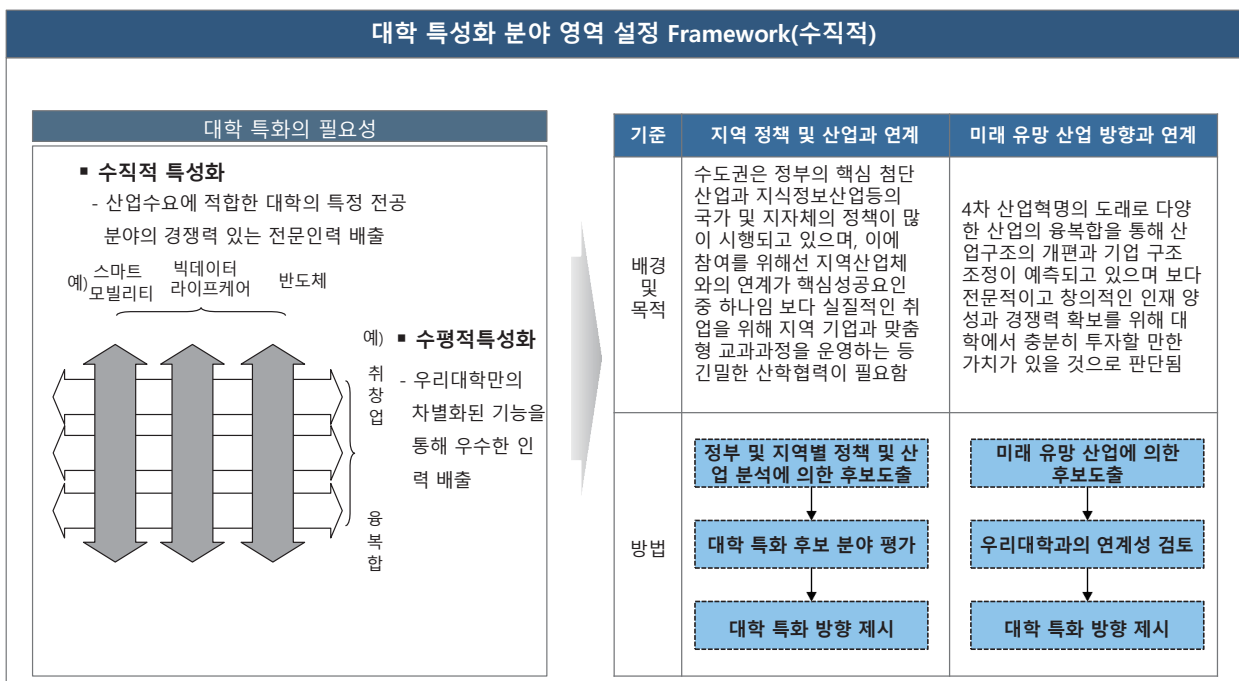 대학 특성화 분야 영역 설정 Framework(수직적)
대학 특화의 필요성
▪ 수직적 특성화
- 산업수요에 적합한 대학의 특정 전공
분야의 경쟁력 있는 전문인력 배출
예)
스마트
모빌리티
빅데이터
라이프케어
반도체
예)
취
창
업
융
복
합
▪ 수평적특성화
- 우리대학만의
차별화된 기능을
통해 우수한 인
력 배출
기준
지역 정책 및 산업과 연계
미래 유망 산업 방향과 연계
배경
및
목적
수도권은 정부의 핵심 첨단
산업과 지식정보산업등의
국가 및 지자체의 정책이 많
이 시행되고 있으며, 이에
참여를 위해선 지역산업체
와의 연계가 핵심성공요인
중 하나임 보다 실질적인 취
업을 위해 지역 기업과 맞춤
형 교과과정을 운영하는 등
긴밀한 산학협력이 필요함
4차 산업혁명의 도래로 다양
한 산업의 융복합을 통해 산
업구조의 개편과 기업 구조
조정이 예측되고 있으며 보다
전문적이고 창의적인 인재 양
성과 경쟁력 확보를 위해 대
학에서 충분히 투자할 만한
가치가 있을 것으로 판단됨
방법
정부 및 지역별 정책 및 산
업 분석에 의한 후보도출
대학 특화 후보 분야 평가
대학 특화 방향 제시
미래 유망 산업에 의한
후보도출
우리대학과의 연계성 검토
대학 특화 방향 제시